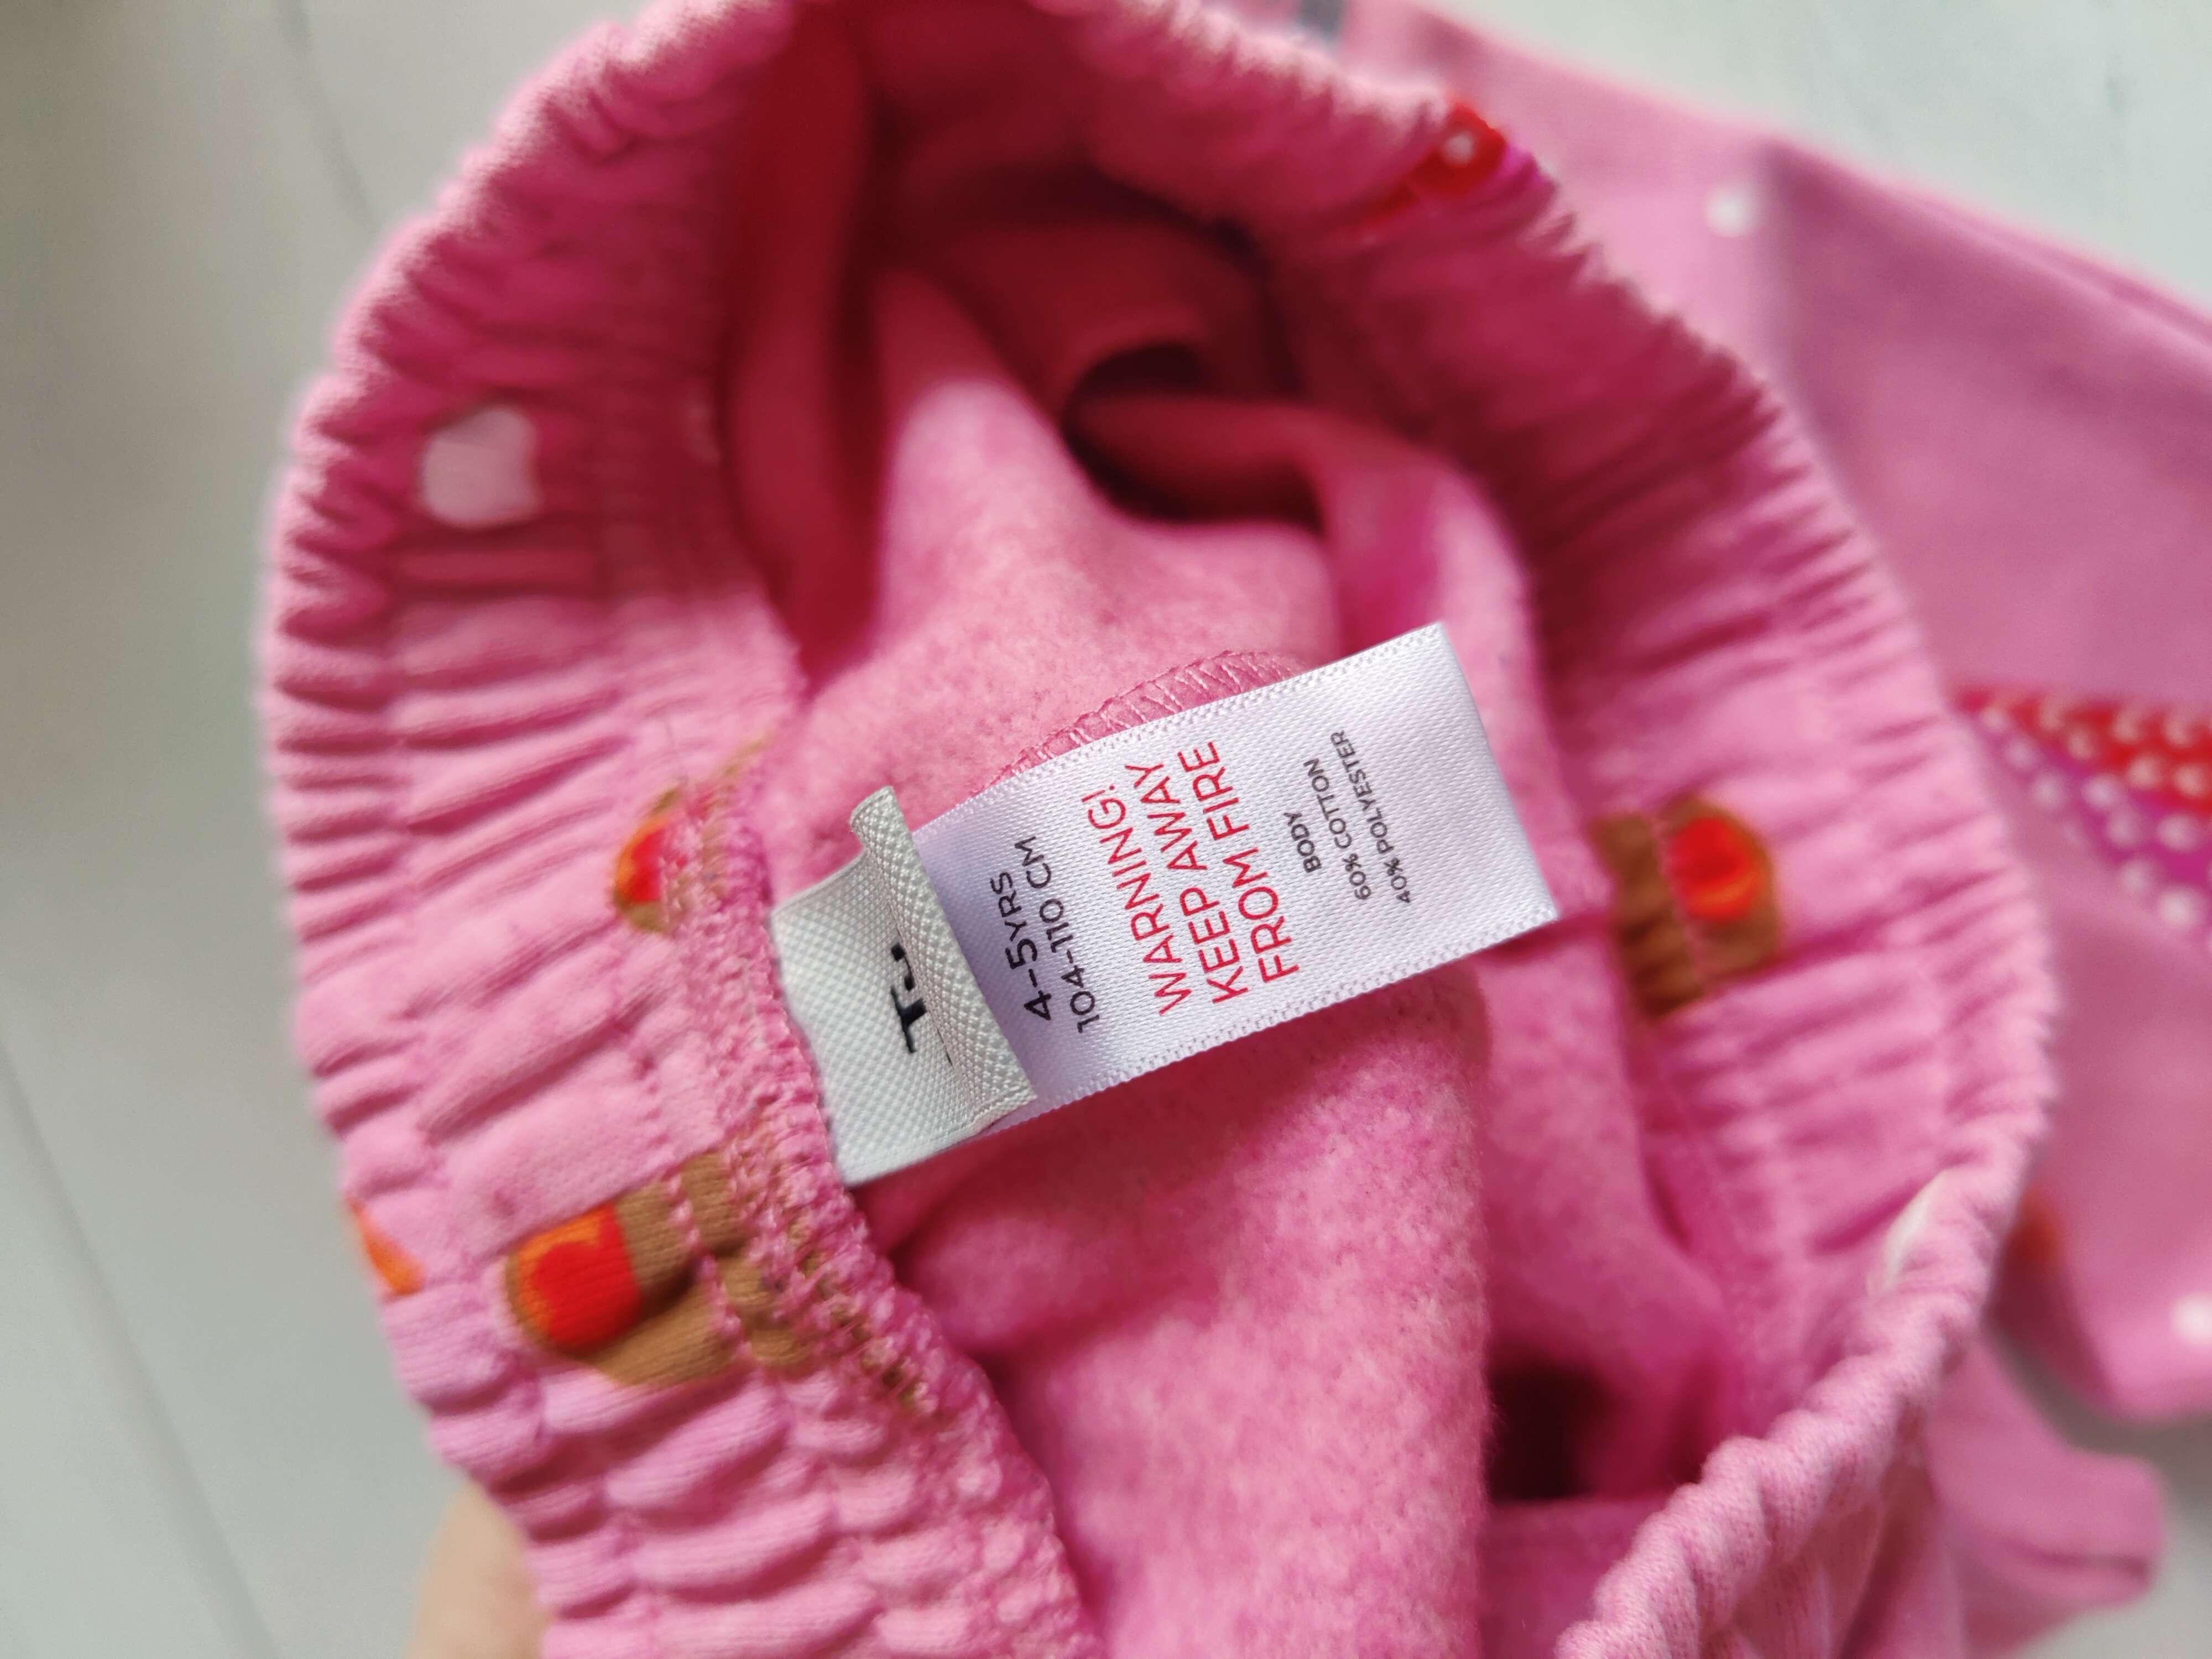 4-5YRS
104-110 CM
WARNING!
KEEP AWAY
FROM FIRE
BODY
60% COTTON
40% POLYESTER